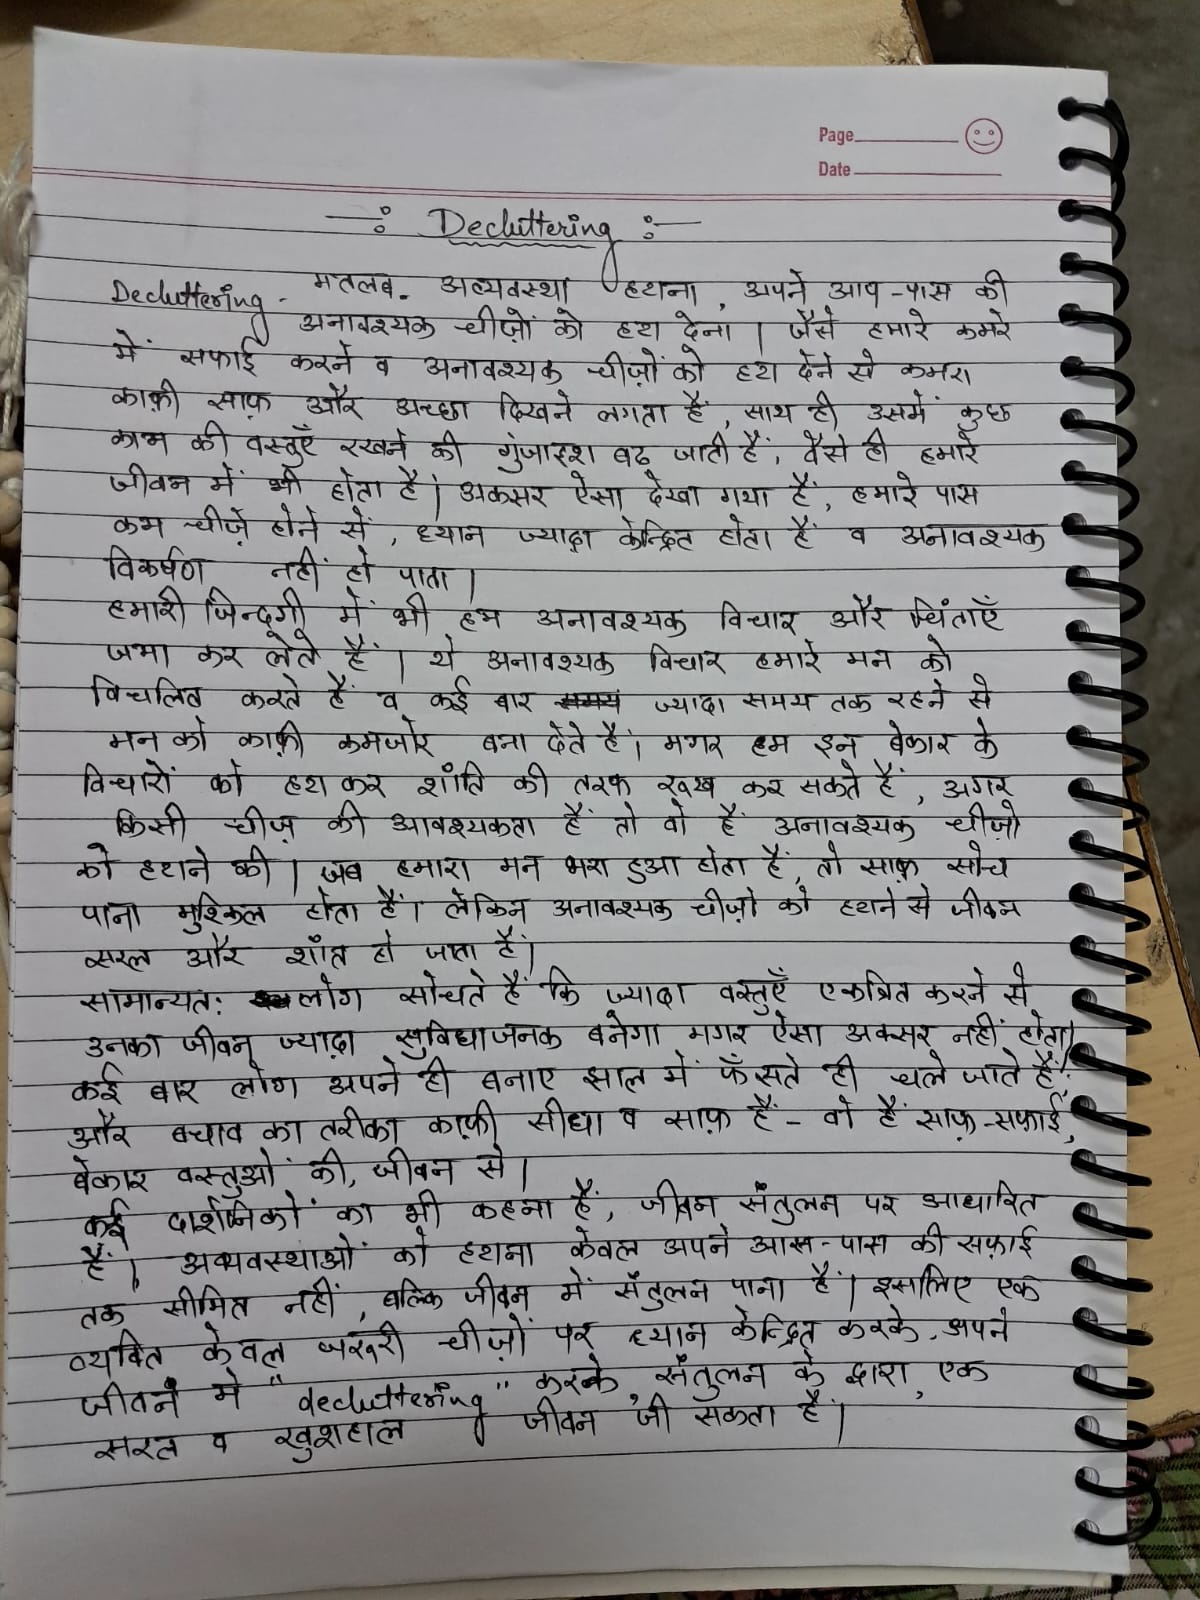 Page
Date
Decluttering
Decluttering - मतलब. अव्यवस्था हटाना, अपने आप-पास की
अनावश्यक चीज़ों को हटा देना। जैसे हमारे कमरे
में सफाई करने व अनावश्यक चीज़ों को हटा देने से कमरा
काफ़ी साफ़ और अच्छा दिखने लगता हैं, साथ ही उसमें कुछ
काम की वस्तुएँ रखने की गुंजाइश बढ़ जाती हैं, वैसे ही हमारे
जीवन में भी होता है। अकसर ऐसा देखा गया हैं, हमारे पास
कम चीज़े होने से, ध्यान ज्यादा केन्द्रित होता हैं व अनावश्यक
विकर्षण नहीं हो पाता।
हमारी ज़िन्दगी में भी हम अनावश्यक विचार और चिंताएँ
जमा कर लेते हैं। ये अनावश्यक विचार हमारे मन को
विचलित करते हैं व कई बार ज्यादा समय तक रहने से
मन को काफ़ी कमजोर बना देते हैं। मगर हम इन बेकार के
विचारों को हटा कर शांति की तरफ रूख कर सकते हैं, अगर
किसी चीज़ की आवश्यकता हैं तो वो हैं अनावश्यक चीज़ो
को हटाने की। जब हमारा मन भरा हुआ होता हैं, तो साफ़ सोच
पाना मुश्किल होता हैं। लेकिन अनावश्यक चीज़ो को हटाने से जीवन
सरल और शाँत हो जाता हैं।
सामान्यत: लोग सोचते हैं कि ज्यादा वस्तुएँ एकत्रित करने से
उनका जीवन ज्यादा सुविधाजनक बनेगा मगर ऐसा अक्सर नहीं होता।
कई बार लोग अपने ही बनाए झाल में फँसते ही चले जाते हैं,
और बचाव का तरीका काफ़ी सीधा व साफ़ हैं - वो हैं साफ़-सफ़ाई,
बेकार वस्तुओं की, जीवन से।
कई दार्शनिकों का भी कहना हैं, जीवन संतुलन पर आधारित
हैं। अव्यवस्थाओं को हटाना केवल अपने आस-पास की सफ़ाई
तक सीमित नहीं, बल्कि जीवन में संतुलन पाना हैं। इसलिए एक
व्यक्ति केवल जरूरी चीज़ों पर ध्यान केन्द्रित करके, अपने
जीवन में "decluttering" करके, संतुलन के द्वारा, एक
सरल व खुशहाल जीवन जी सकता हैं।